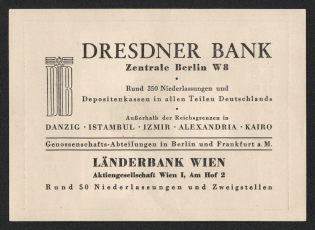 DRESDNER BANK
Zentrale Berlin W 8
Rund 350 Niederlassungen und
Depositenkassen in allen Teilen Deutschlands
Außerhalb der Reichsgrenzen in
DANZIG · ISTAMBUL · IZMIR · ALEXANDRIA · KAIRO
Genossenschafts-Abteilungen in Berlin und Frankfurt a. M.
LÄNDERBANK WIEN
Aktiengesellschaft Wien I, Am Hof 2
Rund 50 Niederlassungen und Zweigstellen